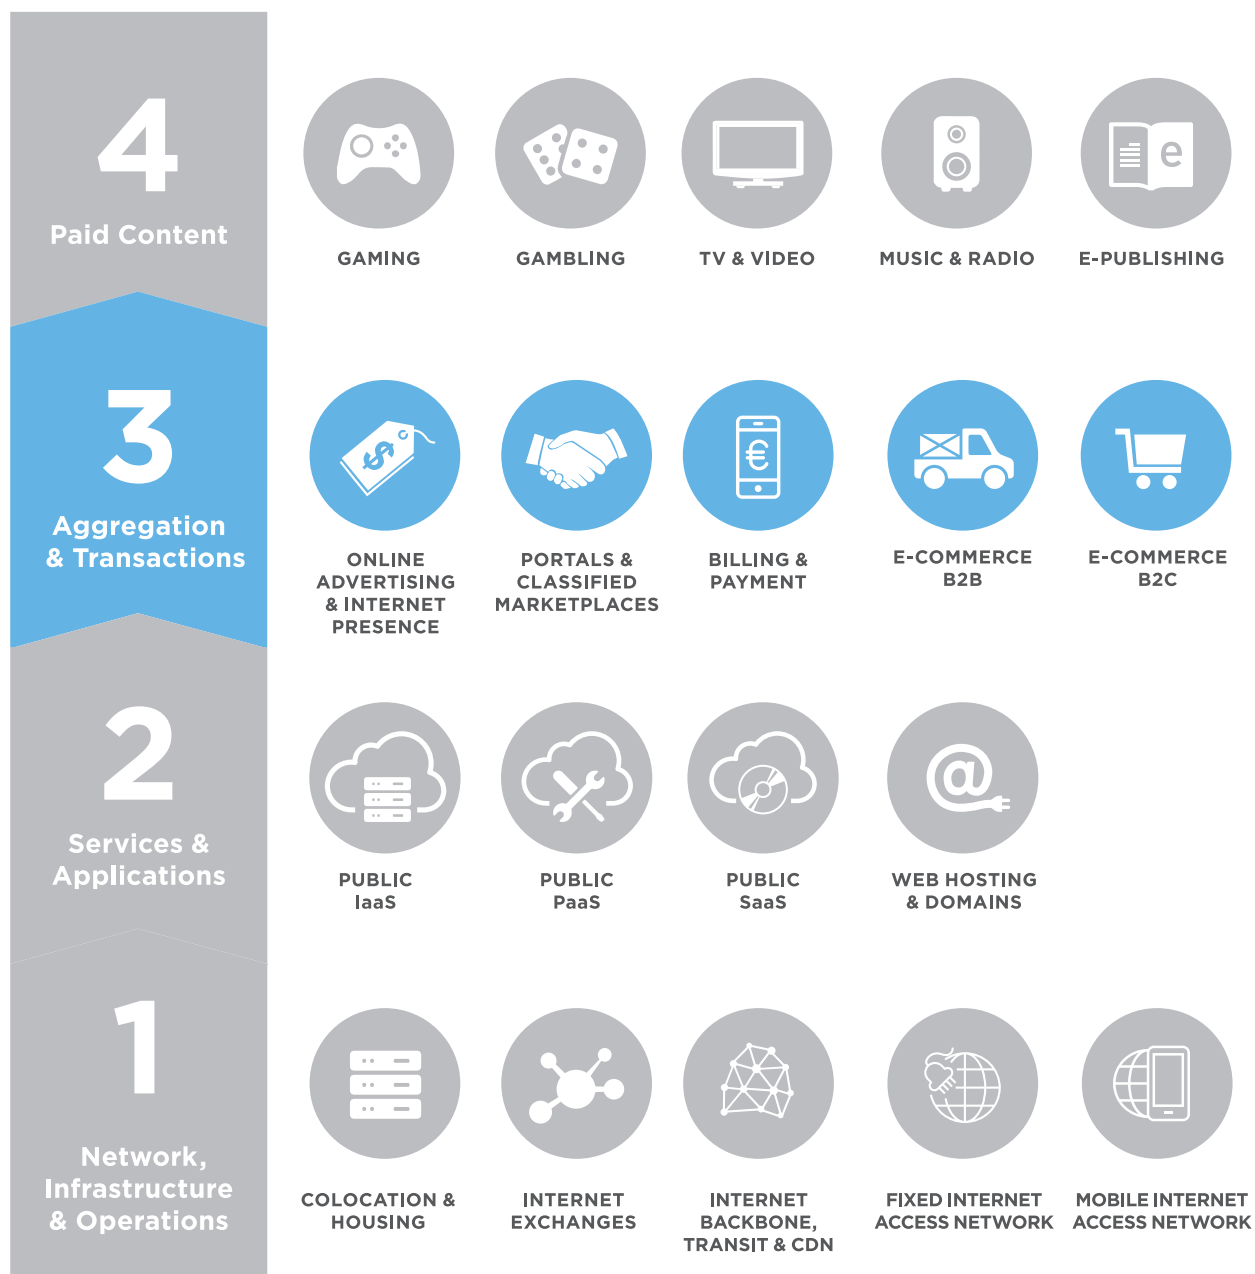 4
Paid Content
GAMING
GAMBLING
TV & VIDEO
MUSIC & RADIO
e
E-PUBLISHING
3
Aggregation
& Transactions
$
€
ONLINE
ADVERTISING
& INTERNET
PRESENCE
PORTALS &
CLASSIFIED
MARKETPLACES
BILLING &
PAYMENT
E-COMMERCE
B2B
E-COMMERCE
B2C
2
Services &
Applications
@
PUBLIC
IaaS
PUBLIC
PaaS
PUBLIC
SaaS
WEB HOSTING
& DOMAINS
1
Network,
Infrastructure
& Operations
COLOCATION &
HOUSING
INTERNET
EXCHANGES
INTERNET
BACKBONE,
TRANSIT & CDN
FIXED INTERNET
ACCESS NETWORK
MOBILE INTERNET
ACCESS NETWORK